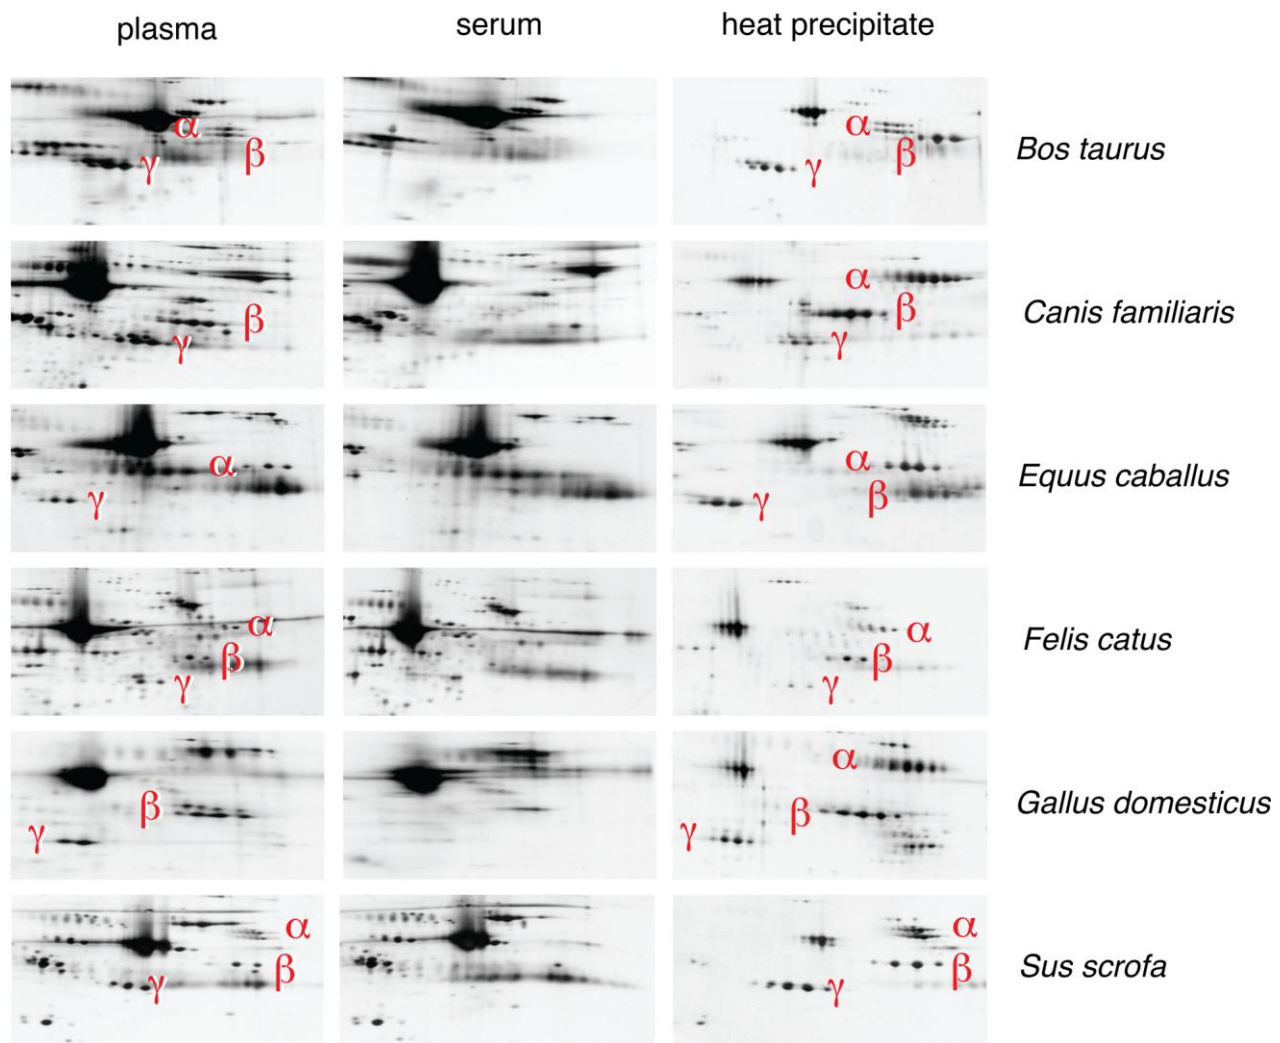 plasma serum heat precipitate
α β γ α β γ Bos taurus
β γ α β γ Canis familiaris
α γ α β γ Equus caballus
α β γ α β γ Felis catus
β γ α β γ Gallus domesticus
α β γ α β γ Sus scrofa